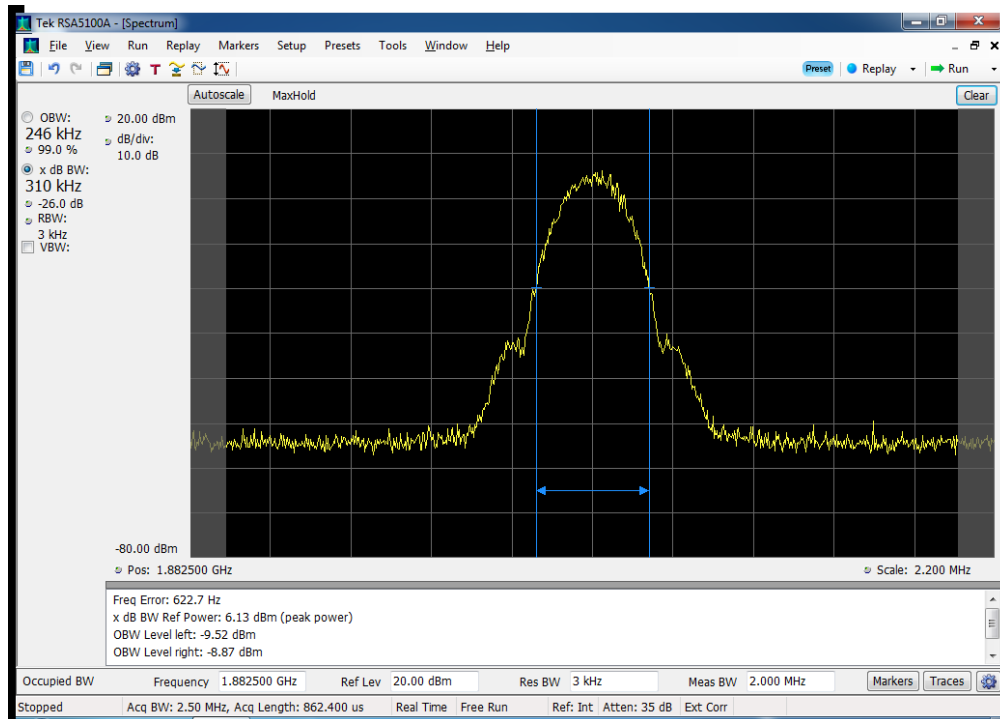 Tek RSA5100A - [Spectrum]
File View Run Replay Markers Setup Presets Tools Window Help
T Preset Replay Run
Autoscale MaxHold Clear
OBW:
246 kHz
99.0 %
x dB BW:
310 kHz
-26.0 dB
RBW:
3 kHz
VBW:
20.00 dBm
dB/div:
10.0 dB
-80.00 dBm
Pos: 1.882500 GHz Scale: 2.200 MHz
Freq Error: 622.7 Hz
x dB BW Ref Power: 6.13 dBm (peak power)
OBW Level left: -9.52 dBm
OBW Level right: -8.87 dBm
Occupied BW Frequency 1.882500 GHz Ref Lev 20.00 dBm Res BW 3 kHz Meas BW 2.000 MHz Markers Traces
Stopped Acq BW: 2.50 MHz, Acq Length: 862.400 us Real Time Free Run Ref: Int Atten: 35 dB Ext Corr